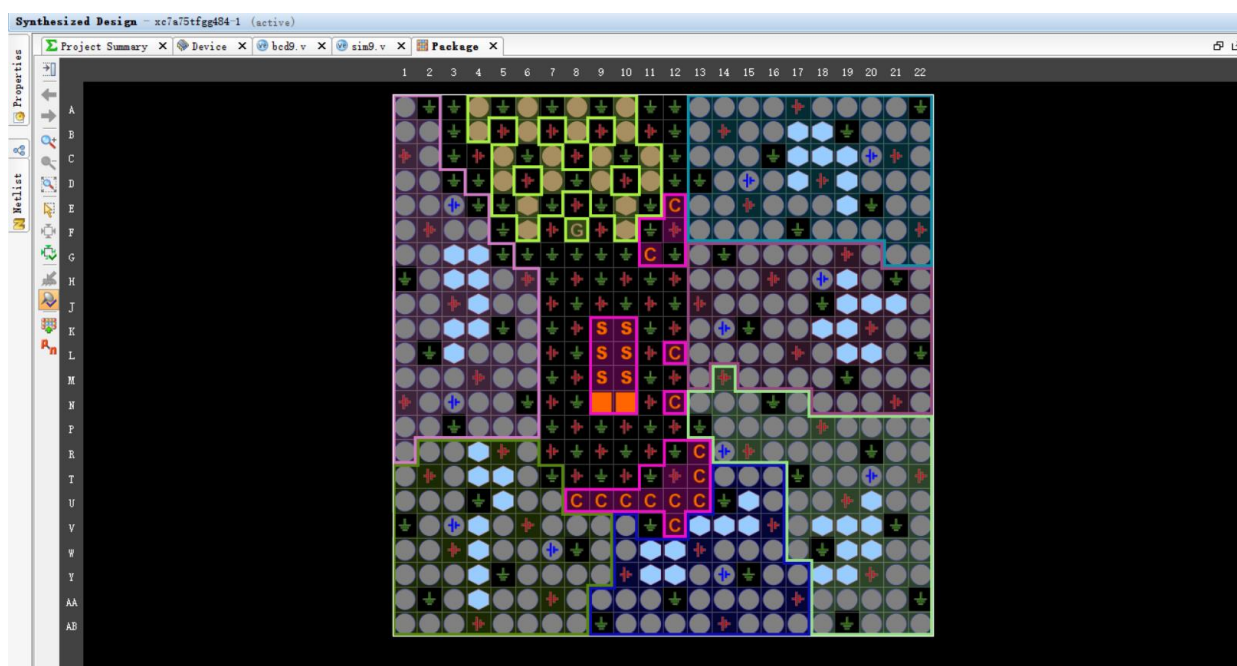 Synthesized Design - xc7a75tfgg484-1 (active)
Properties
Netlist
Σ Project Summary X Device X bcd9.v X sim9.v X Package X
1 2 3 4 5 6 7 8 9 10 11 12 13 14 15 16 17 18 19 20 21 22
A
B
C
D
E C
F G
G C
H
J
K S S
L S S C
M S S
N C
P
R C
T C
U C C C C C C
V C
W
Y
AA
AB
Rn